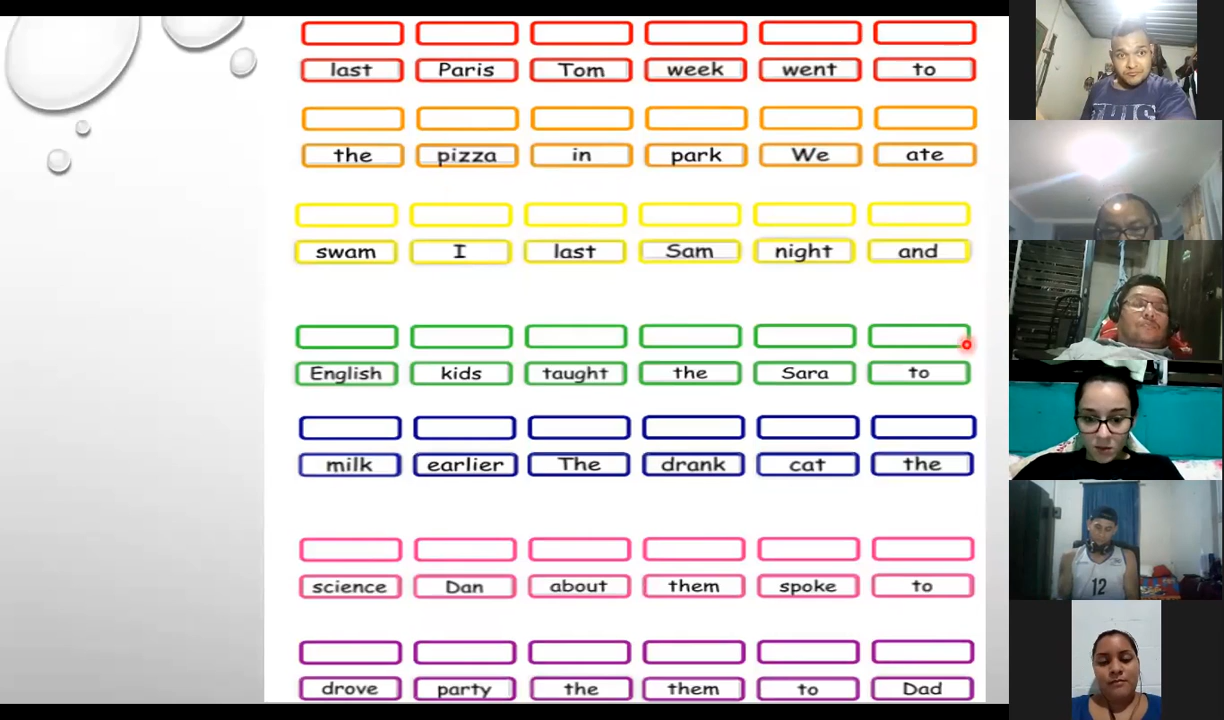 last Paris Tom week went to
the pizza in park We ate
swam I last Sam night and
English kids taught the Sara to
milk earlier The drank cat the
science Dan about them spoke to
drove party the them to Dad
THIS
12